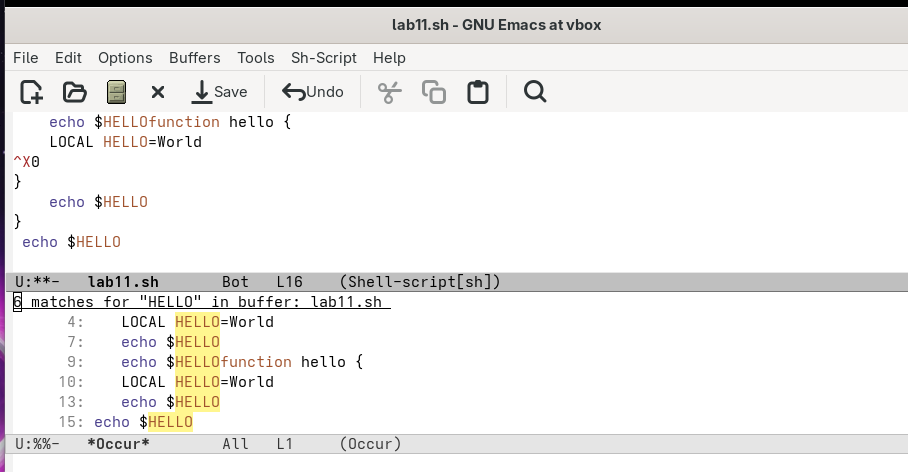 lab11.sh - GNU Emacs at vbox
File Edit Options Buffers Tools Sh-Script Help
Save Undo
    echo $HELLOfunction hello {
    LOCAL HELLO=World
^X0
}
    echo $HELLO
}
 echo $HELLO
U:**-   lab11.sh       Bot   L16    (Shell-script[sh])
6 matches for "HELLO" in buffer: lab11.sh
      4:    LOCAL HELLO=World
      7:    echo $HELLO
      9:    echo $HELLOfunction hello {
     10:    LOCAL HELLO=World
     13:    echo $HELLO
     15: echo $HELLO
U:%%-   *Occur*        All   L1     (Occur)